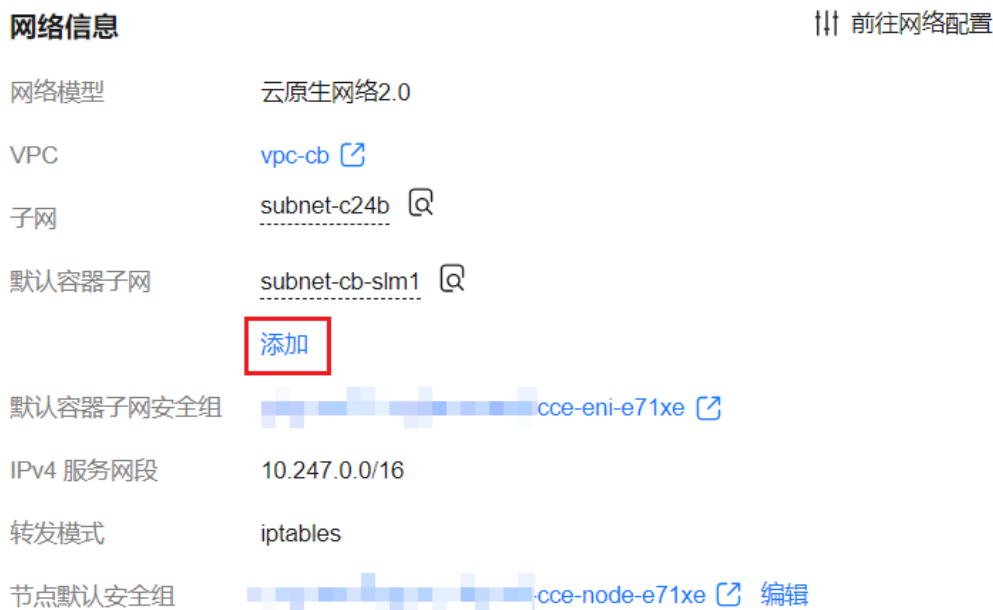 网络信息 前往网络配置
网络模型 云原生网络2.0
VPC vpc-cb
子网 subnet-c24b
默认容器子网 subnet-cb-slm1
添加
默认容器子网安全组 cce-eni-e71xe
IPv4 服务网段 10.247.0.0/16
转发模式 iptables
节点默认安全组 -cce-node-e71xe 编辑